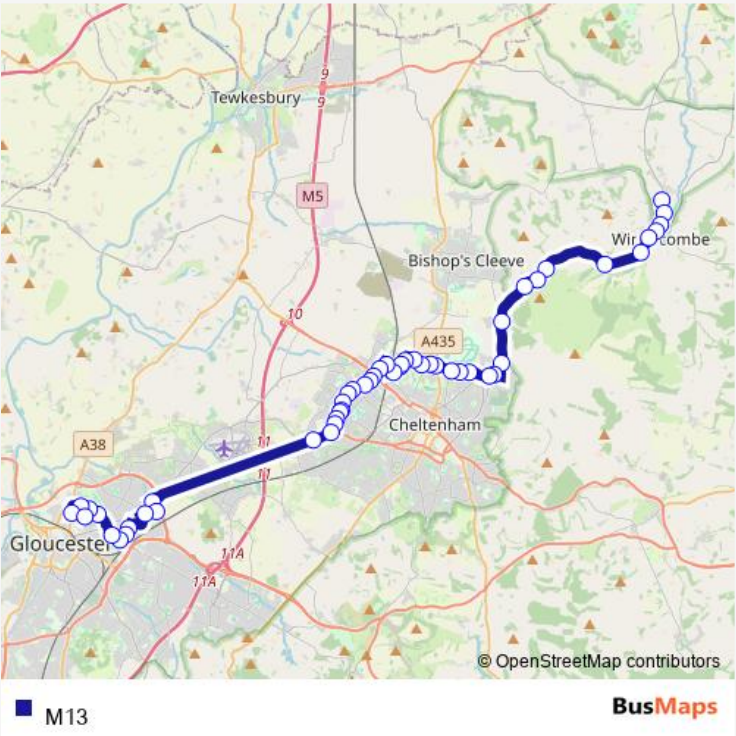 9
9
Tewkesbury
M5
Bishop's Cleeve
10
A435
Cheltenham
A38
11
11
Gloucester
11A
11A
© OpenStreetMap contributors
M13
BusMaps